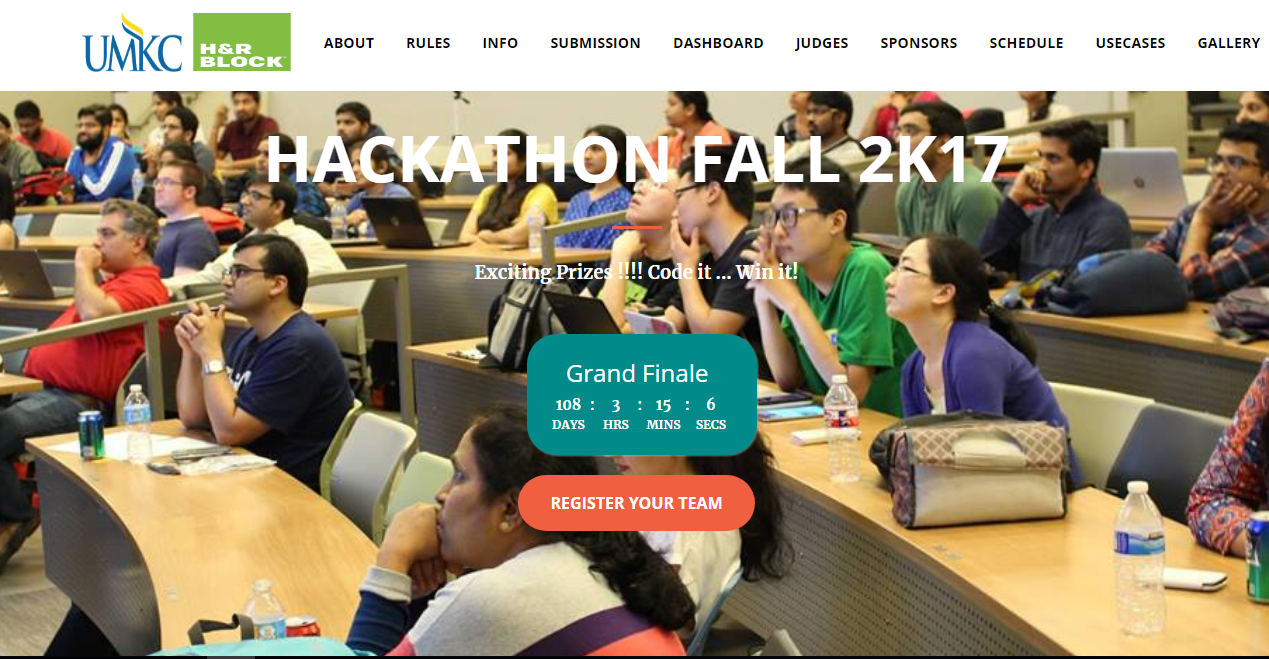 UMKC
H&R
BLOCK
ABOUT RULES INFO SUBMISSION DASHBOARD JUDGES SPONSORS SCHEDULE USECASES GALLERY
HACKATHON FALL 2K17
Exciting Prizes !!!! Code it ... Win it!
Grand Finale
108 : 3 : 15 : 6
DAYS HRS MINS SECS
REGISTER YOUR TEAM